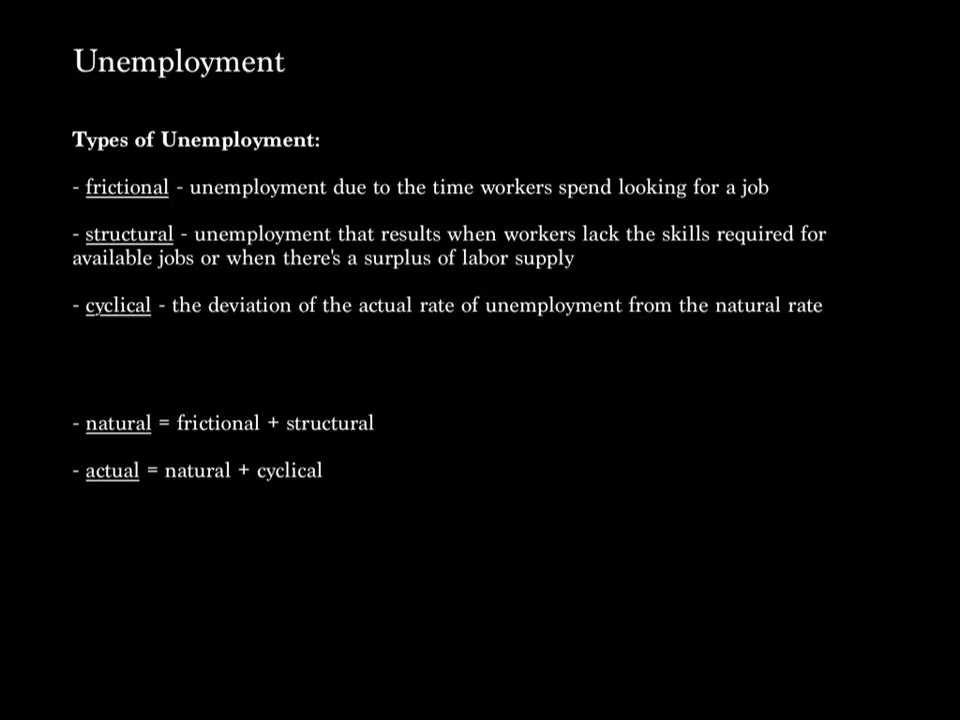 Unemployment
Types of Unemployment:
- frictional - unemployment due to the time workers spend looking for a job
- structural - unemployment that results when workers lack the skills required for
available jobs or when there's a surplus of labor supply
- cyclical - the deviation of the actual rate of unemployment from the natural rate
- natural = frictional + structural
- actual = natural + cyclical